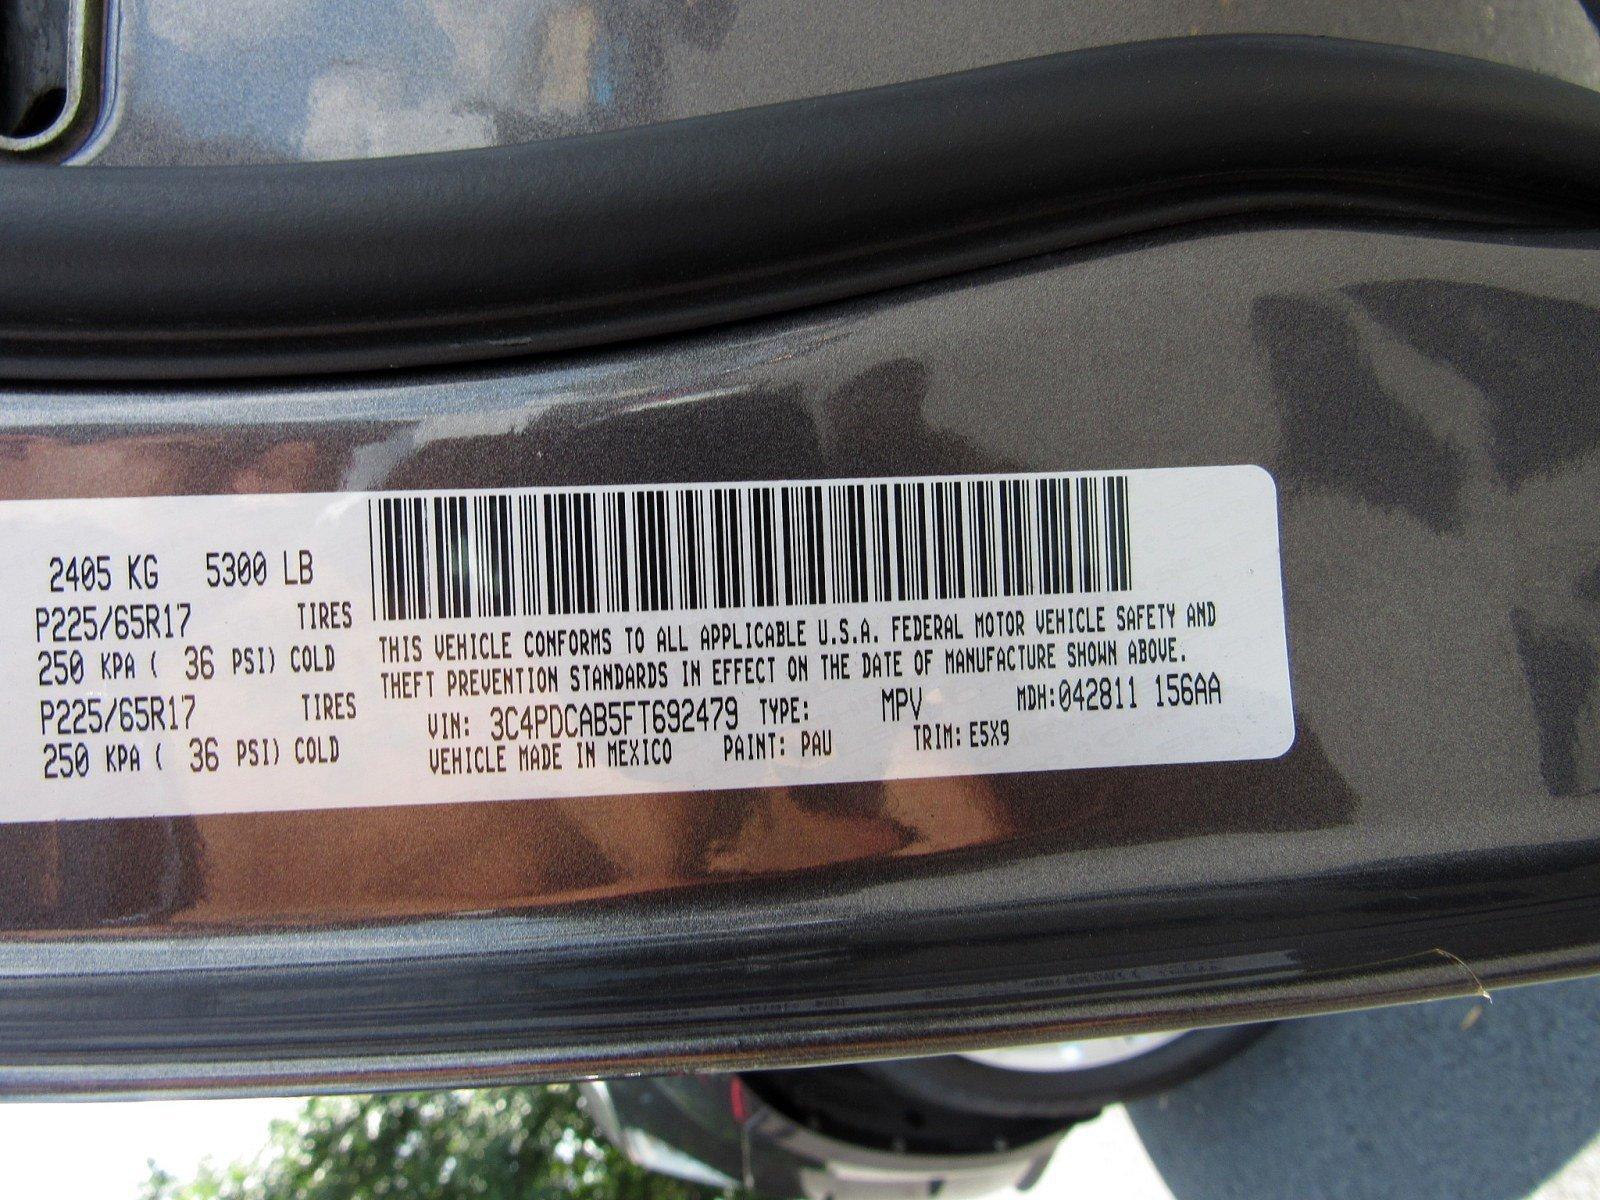 2405 KG 5300 LB
P225/65R17 TIRES
250 KPA ( 36 PSI) COLD
P225/65R17 TIRES
250 KPA ( 36 PSI) COLD
THIS VEHICLE CONFORMS TO ALL APPLICABLE U.S.A. FEDERAL MOTOR VEHICLE SAFETY AND
THEFT PREVENTION STANDARDS IN EFFECT ON THE DATE OF MANUFACTURE SHOWN ABOVE.
VIN: 3C4PDCAB5FT692479 TYPE: MPV MDH:042811 156AA
VEHICLE MADE IN MEXICO PAINT: PAU TRIM: E5X9